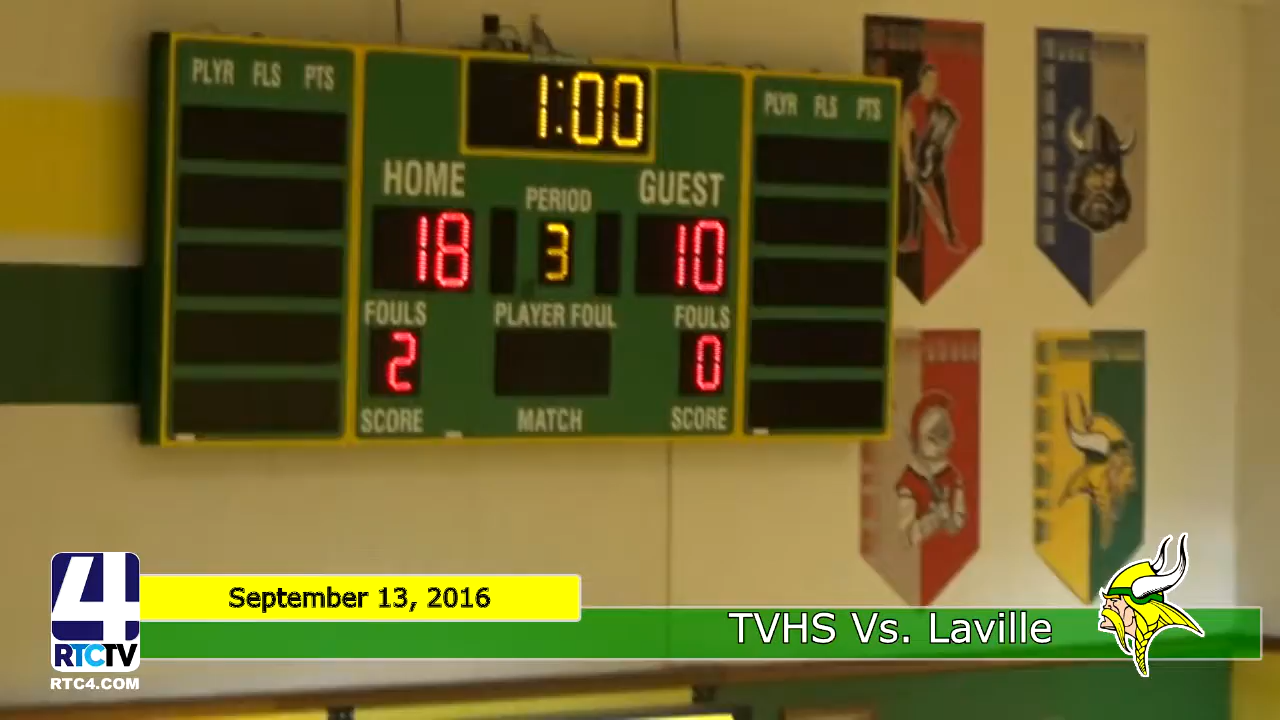 PLYR FLS PTS
1:00
PLYR FLS PTS
HOME
PERIOD
GUEST
18
3
10
FOULS
PLAYER FOUL
FOULS
2
0
SCORE
MATCH
SCORE
4
RTCTV
RTC4.COM
September 13, 2016
TVHS Vs. Laville